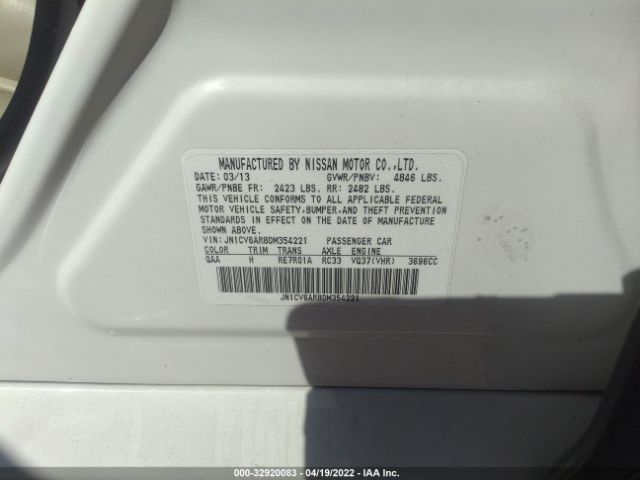 MANUFACTURED BY NISSAN MOTOR CO.,LTD.
DATE: 03/13 GVWR/PNBV: 4846 LBS.
GAWR/PNBE FR: 2423 LBS. RR: 2482 LBS.
THIS VEHICLE CONFORMS TO ALL APPLICABLE FEDERAL
MOTOR VEHICLE SAFETY,BUMPER,AND THEFT PREVENTION
STANDARDS IN EFFECT ON THE DATE OF MANUFACTURE
SHOWN ABOVE.
VIN: JN1CV6AR8DM354221 PASSENGER CAR
COLOR TRIM TRANS AXLE ENGINE
QAA H RE7R01A RC33 VQ37(VHR) 3696CC
JN1CV6AR8DM354221
000-32920083 - 04/19/2022 - IAA Inc.